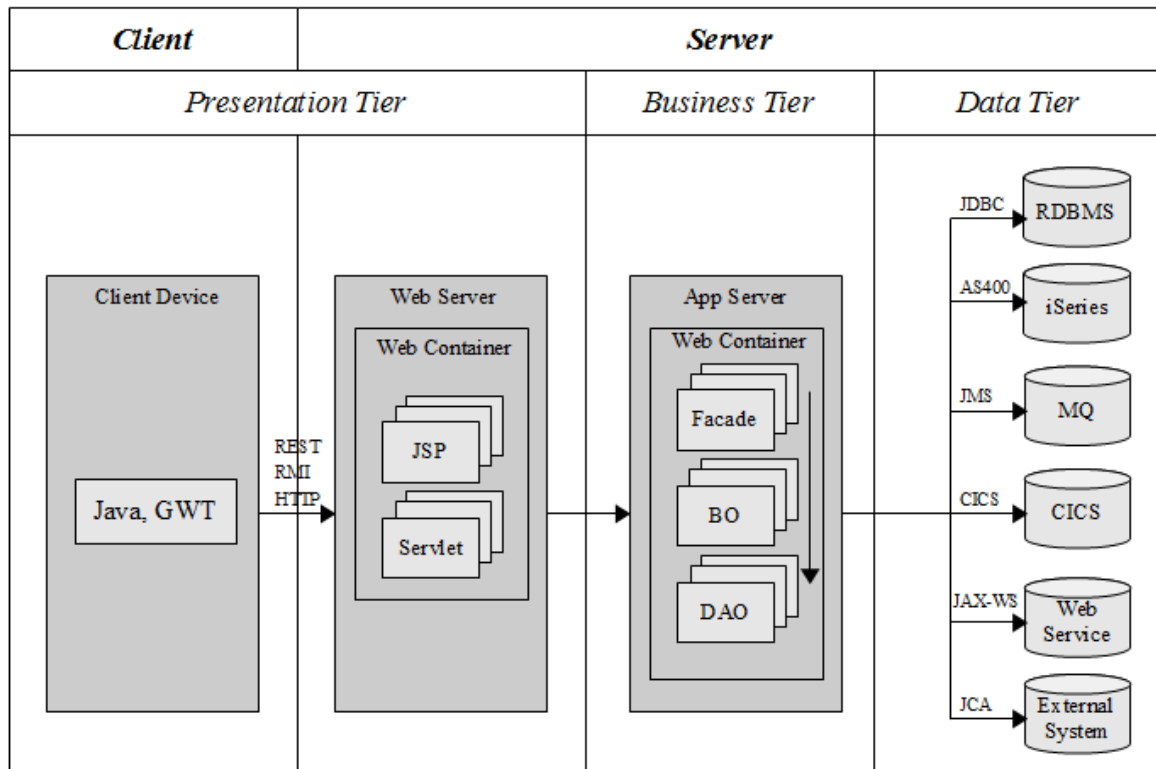 Client
Server
Presentation Tier
Business Tier
Data Tier
Client Device
Java, GWT
REST
RMI
HTTP
Web Server
Web Container
JSP
Servlet
App Server
Web Container
Facade
BO
DAO
JDBC
RDBMS
AS400
iSeries
JMS
MQ
CICS
CICS
JAX-WS
Web
Service
JCA
External
System